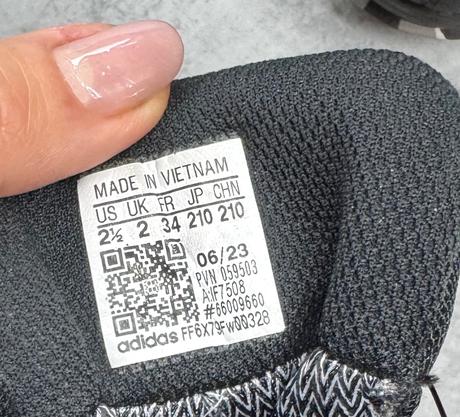 MADE IN VIETNAM
US UK FR JP CHN
2½ 2 34 210 210
06/23
PVN 059503
AIF7508
#66009660
adidas FF6X79FW00328